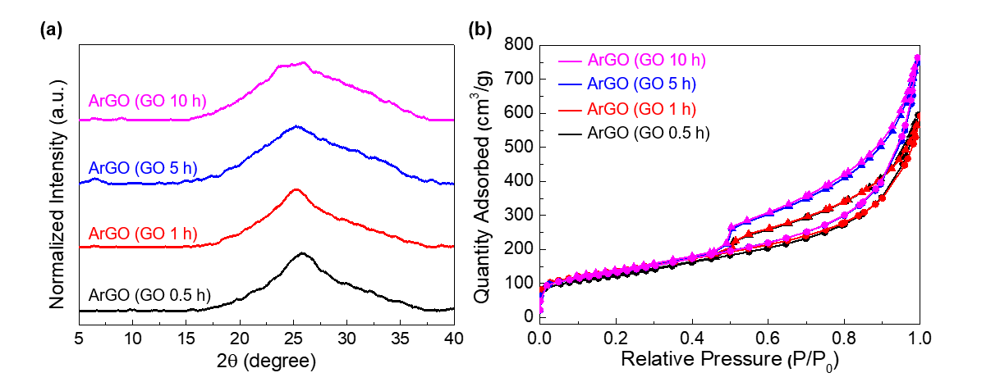 (a)
Normalized Intensity (a.u.)
ArGO (GO 10 h)
ArGO (GO 5 h)
ArGO (GO 1 h)
ArGO (GO 0.5 h)
5 10 15 20 25 30 35 40
2θ (degree)
(b)
Quantity Adsorbed (cm³/g)
800
700
600
500
400
300
200
100
0
ArGO (GO 10 h)
ArGO (GO 5 h)
ArGO (GO 1 h)
ArGO (GO 0.5 h)
0.0 0.2 0.4 0.6 0.8 1.0
Relative Pressure (P/P₀)